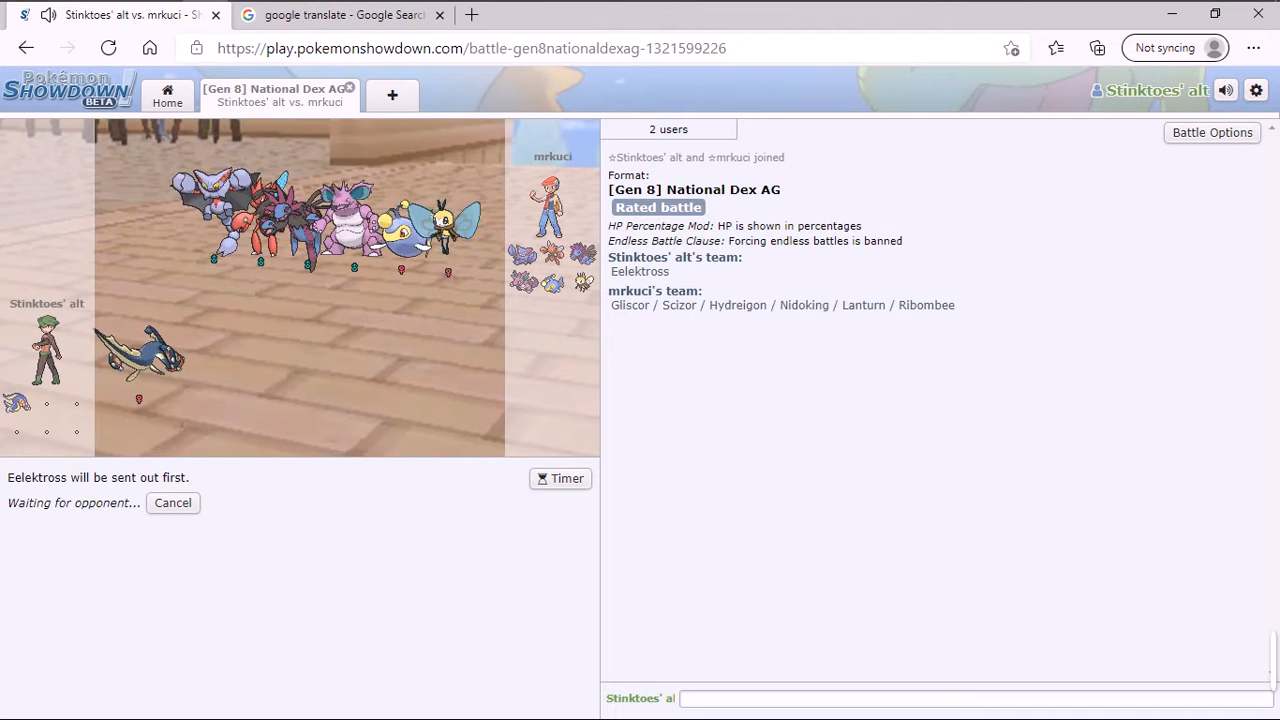 Stinktoes' alt vs. mrkuci - Sh
google translate - Google Search
https://play.pokemonshowdown.com/battle-gen8nationaldexag-1321599226
Not syncing
Pokémon
SHOWDOWN
BETA
Home
[Gen 8] National Dex AG
Stinktoes' alt vs. mrkuci
Stinktoes' alt
mrkuci
Stinktoes' alt
Eelektross will be sent out first.
Timer
Waiting for opponent...
Cancel
2 users
Battle Options
☆Stinktoes' alt and ☆mrkuci joined
Format:
[Gen 8] National Dex AG
Rated battle
HP Percentage Mod: HP is shown in percentages
Endless Battle Clause: Forcing endless battles is banned
Stinktoes' alt's team:
Eelektross
mrkuci's team:
Gliscor / Scizor / Hydreigon / Nidoking / Lanturn / Ribombee
Stinktoes' al